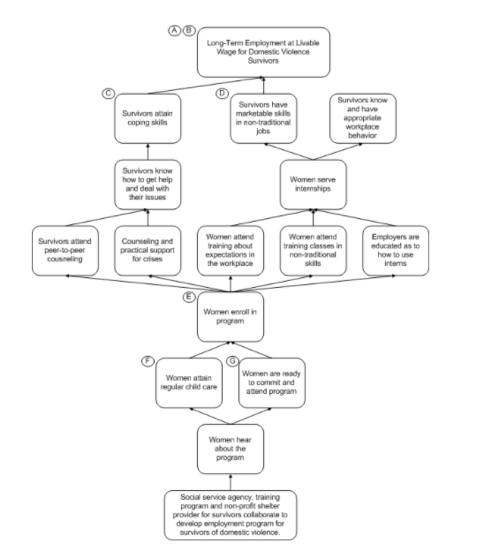 A B
Long-Term Employment at Livable
Wage for Domestic Violence
Survivors
C
Survivors attain
coping skills
D
Survivors have
marketable skills
in non-traditional
jobs
Survivors know
and have
appropriate
workplace
behavior
Survivors know
how to get help
and deal with
their issues
Women serve
internships
Survivors attend
peer-to-peer
cousneling
Counseling and
practical support
for crises
Women attend
training about
expectations in
the workplace
Women attend
training classes in
non-traditional
skills
Employers are
educated as to
how to use
interns
E
Women enroll in
program
F
Women attain
regular child care
G
Women are ready
to commit and
attend program
Women hear
about the
program
Social service agency, training
program and non-profit shelter
provider for survivors collaborate to
develop employment program for
survivors of domestic violence.